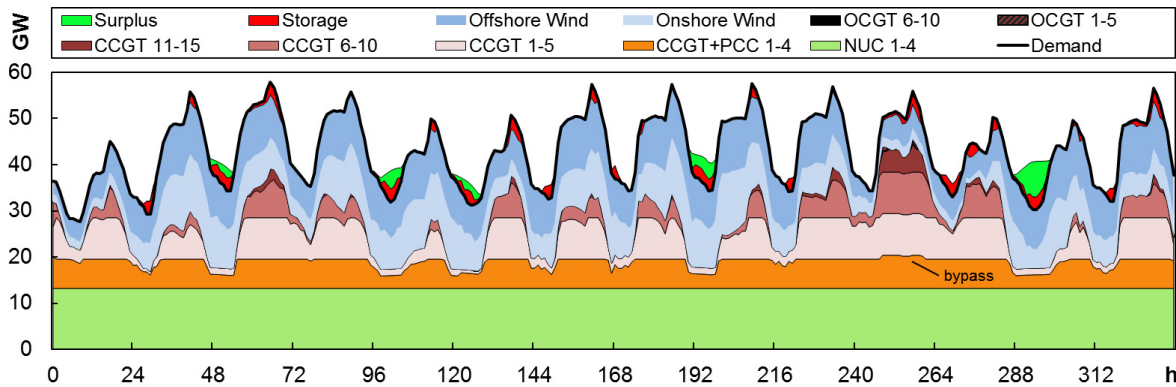 GW
Surplus Storage Offshore Wind Onshore Wind OCGT 6-10 OCGT 1-5
CCGT 11-15 CCGT 6-10 CCGT 1-5 CCGT+PCC 1-4 NUC 1-4 Demand
60
50
40
30
20
10
0
bypass
0 24 48 72 96 120 144 168 192 216 240 264 288 312 h